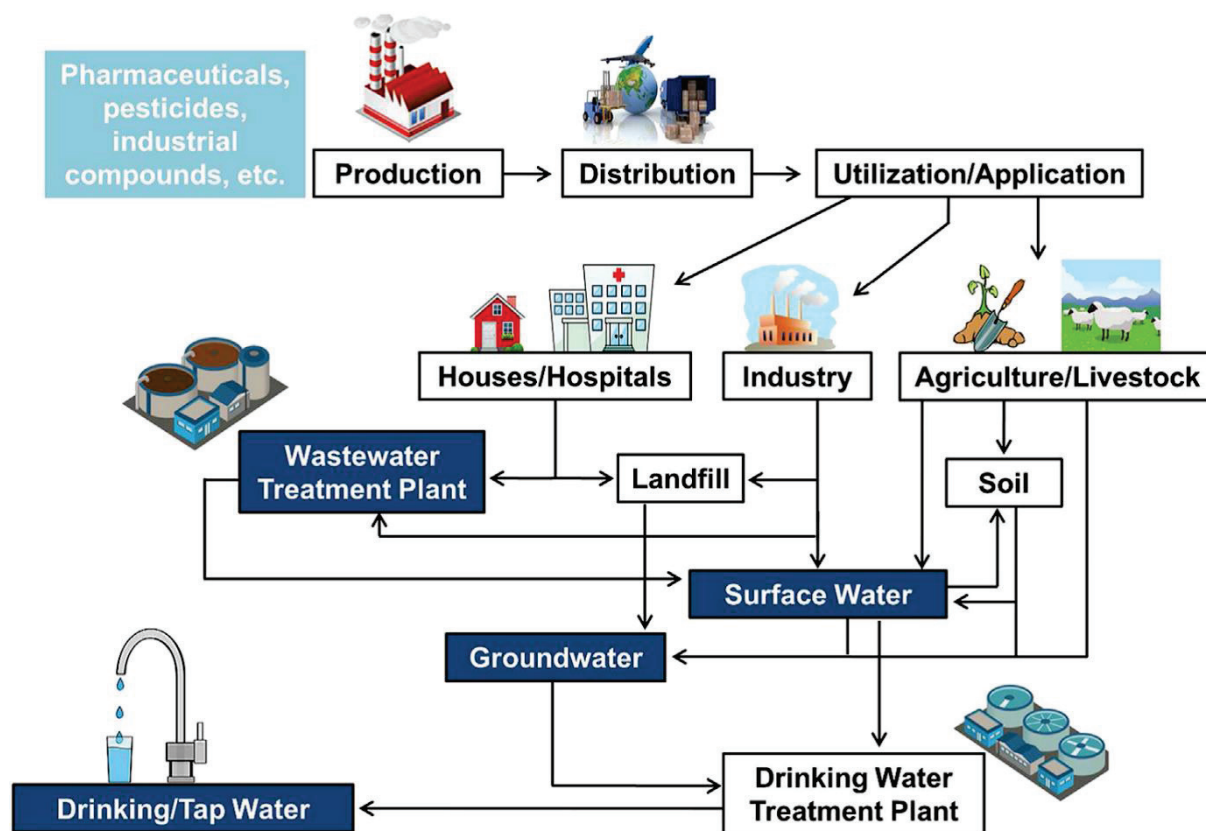 Pharmaceuticals,
pesticides,
industrial
compounds, etc.
Production
Distribution
Utilization/Application
Houses/Hospitals
Industry
Agriculture/Livestock
Wastewater
Treatment Plant
Landfill
Soil
Surface Water
Groundwater
Drinking Water
Treatment Plant
Drinking/Tap Water